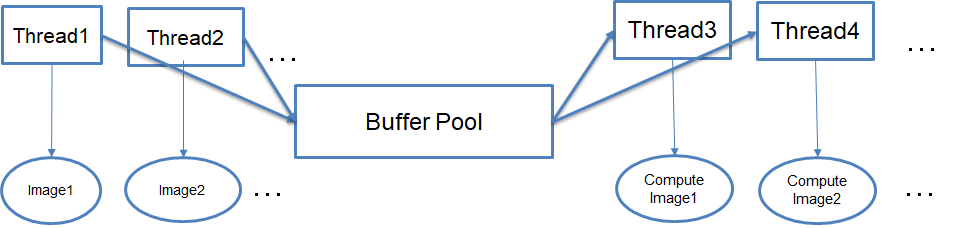 Thread1
Thread2
...
Thread3
Thread4
...
Buffer Pool
Image1
Image2
...
Compute
Image1
Compute
Image2
...